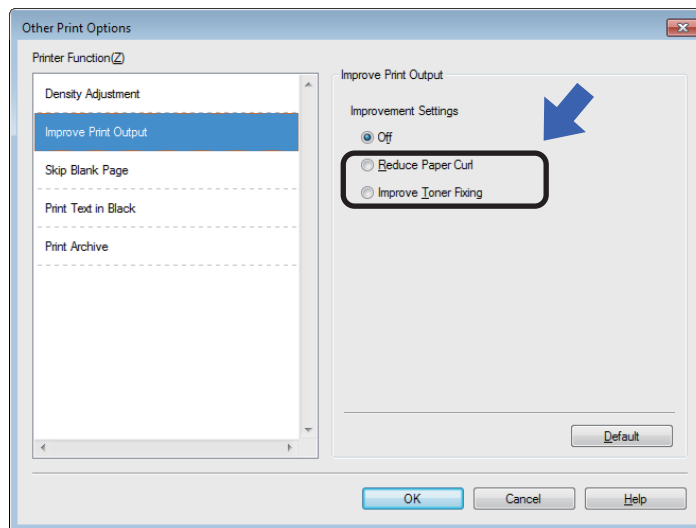 Other Print Options
Printer Function(Z)
Density Adjustment
Improve Print Output
Skip Blank Page
Print Text in Black
Print Archive
Improve Print Output
Improvement Settings
Off
Reduce Paper Curl
Improve Toner Fixing
Default
OK
Cancel
Help